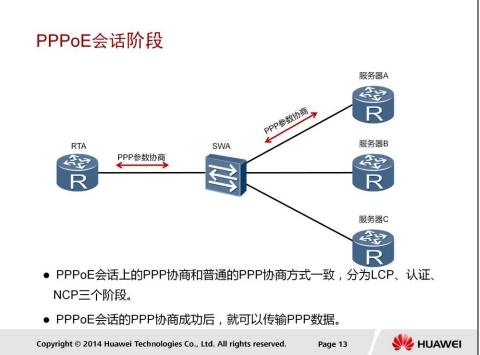 PPPoE会话阶段
服务器A
PPP参数协商
RTA
SWA
服务器B
PPP参数协商
R
R
R
服务器C
R
● PPPoE会话上的PPP协商和普通的PPP协商方式一致，分为LCP、认证、
NCP三个阶段。
● PPPoE会话的PPP协商成功后，就可以传输PPP数据。
Copyright © 2014 Huawei Technologies Co., Ltd. All rights reserved.
Page 13
HUAWEI